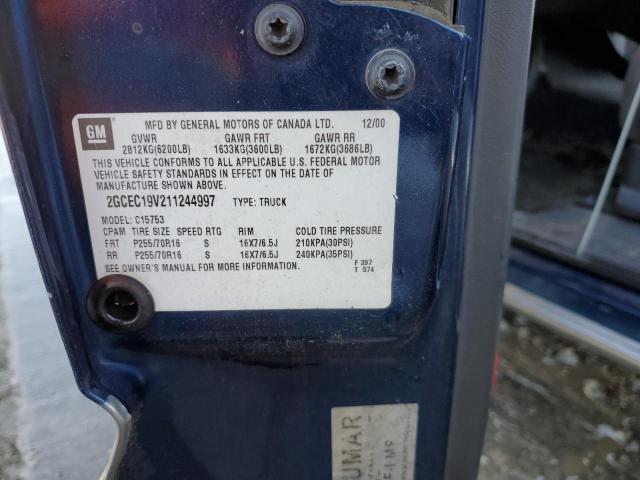 GM
MFD BY GENERAL MOTORS OF CANADA LTD. 12/00
GVWR GAWR FRT GAWR RR
2812KG(6200LB) 1633KG(3600LB) 1672KG(3686LB)
THIS VEHICLE CONFORMS TO ALL APPLICABLE U.S. FEDERAL MOTOR
VEHICLE SAFETY STANDARDS IN EFFECT ON THE DATE OF
MANUFACTURE SHOWN ABOVE.
2GCEC19V211244997 TYPE: TRUCK
MODEL: C15753
CPAM TIRE SIZE SPEED RTG RIM COLD TIRE PRESSURE
FRT P255/70R16 S 16X7/6.5J 210KPA(30PSI)
RR P255/70R16 S 16X7/6.5J 240KPA(35PSI)
SEE OWNER'S MANUAL FOR MORE INFORMATION.
F 397
T 574
UMAR